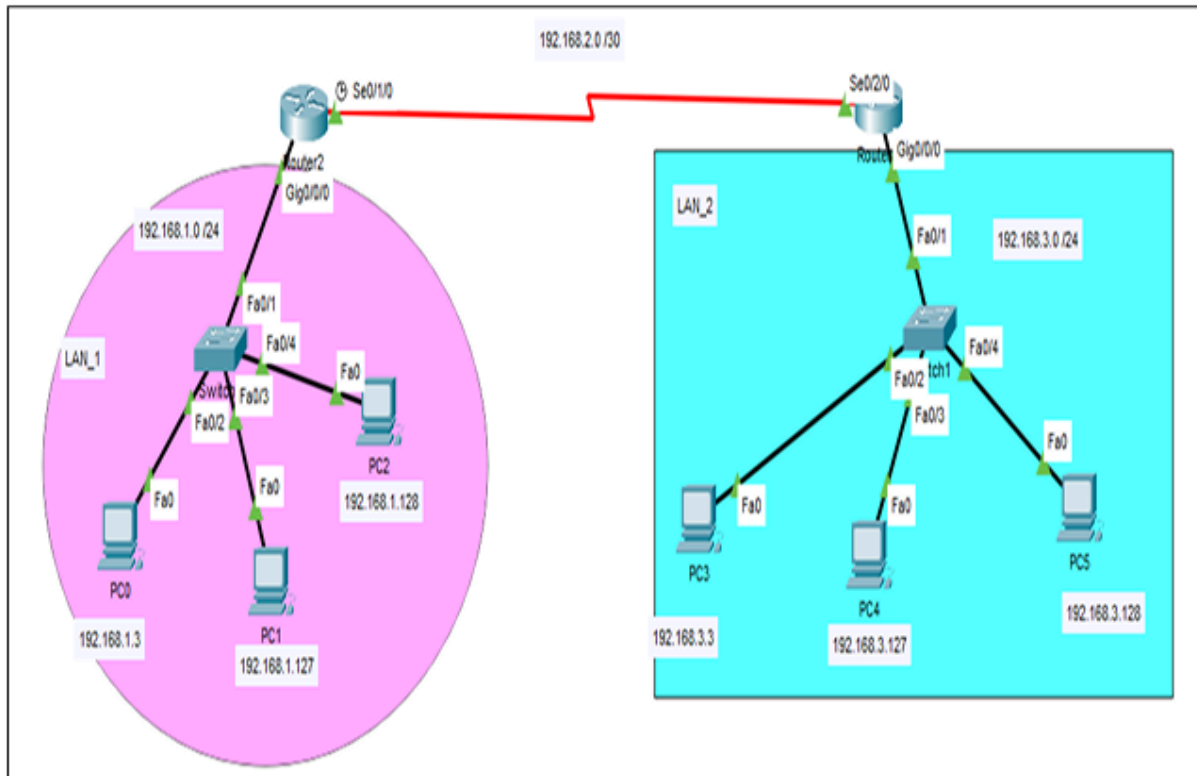 192.168.2.0 /30
Se0/1/0
Se0/2/0
Router2
Gig0/0/0
192.168.1.0 /24
Fa0/1
LAN_1
Fa0/4
Fa0
Switch
Fa0/3
Fa0/2
PC2
192.168.1.128
Fa0
Fa0
PC0
192.168.1.3
PC1
192.168.1.127
Router
Gig0/0/0
LAN_2
Fa0/1
192.168.3.0 /24
Fa0/4
tch1
Fa0/2
Fa0/3
Fa0
Fa0
Fa0
PC3
PC4
PC5
192.168.3.3
192.168.3.127
192.168.3.128